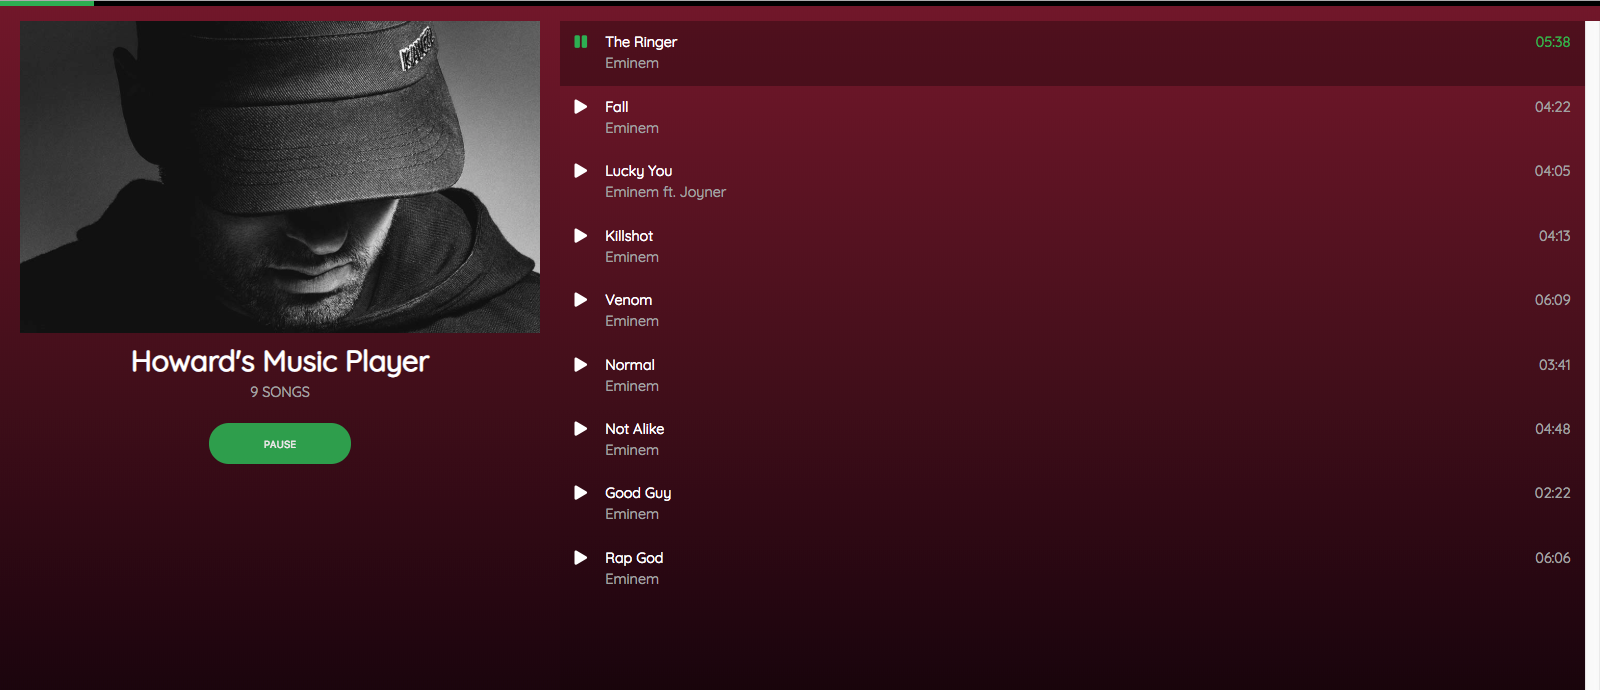 KANGOL
Howard's Music Player
9 SONGS
PAUSE
The Ringer 05:38
Eminem
Fall 04:22
Eminem
Lucky You 04:05
Eminem ft. Joyner
Killshot 04:13
Eminem
Venom 06:09
Eminem
Normal 03:41
Eminem
Not Alike 04:48
Eminem
Good Guy 02:22
Eminem
Rap God 06:06
Eminem